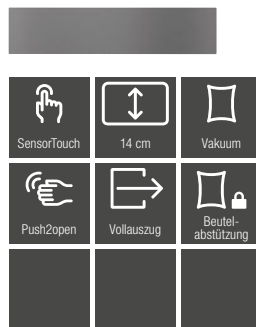 SensorTouch
14 cm
Vakuum
Push2open
Vollauszug
Beutel-
abstützung